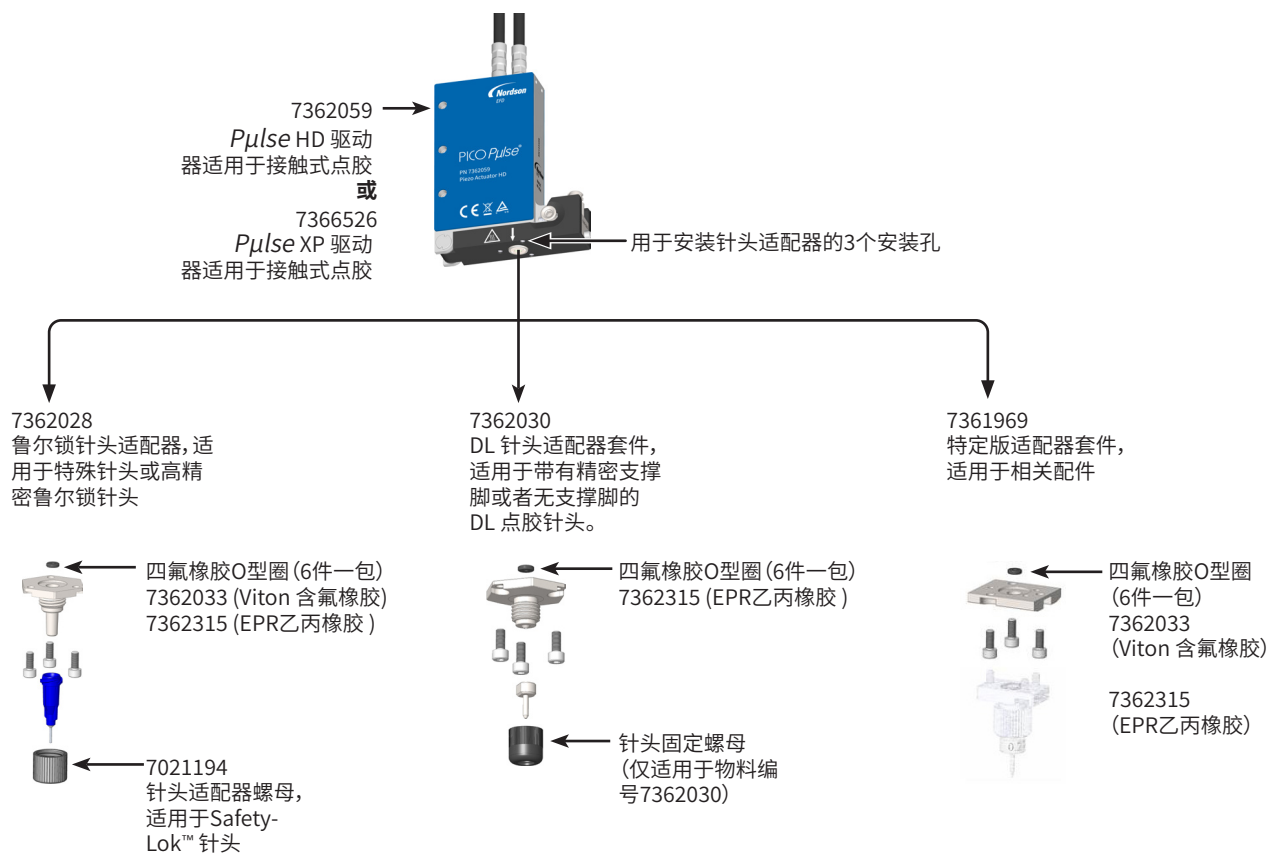 Nordson
EFD
PICO Pµlse®
PN 7362059
Piezo Actuator HD
CE
7362059
Pµlse HD 驱动
器适用于接触式点胶
或
7366526
Pµlse XP 驱动
器适用于接触式点胶
用于安装针头适配器的3个安装孔
7362028
鲁尔锁针头适配器，适
用于特殊针头或高精
密鲁尔锁针头
四氟橡胶O型圈（6件一包）
7362033 (Viton 含氟橡胶)
7362315 (EPR乙丙橡胶 )
7021194
针头适配器螺母，
适用于Safety-
Lok™ 针头
7362030
DL 针头适配器套件，
适用于带有精密支撑
脚或者无支撑脚的
DL 点胶针头。
四氟橡胶O型圈（6件一包）
7362315 (EPR乙丙橡胶 )
针头固定螺母
（仅适用于物料编
号7362030）
7361969
特定版适配器套件，
适用于相关配件
四氟橡胶O型圈
（6件一包）
7362033
（Viton 含氟橡胶）
7362315
（EPR乙丙橡胶）